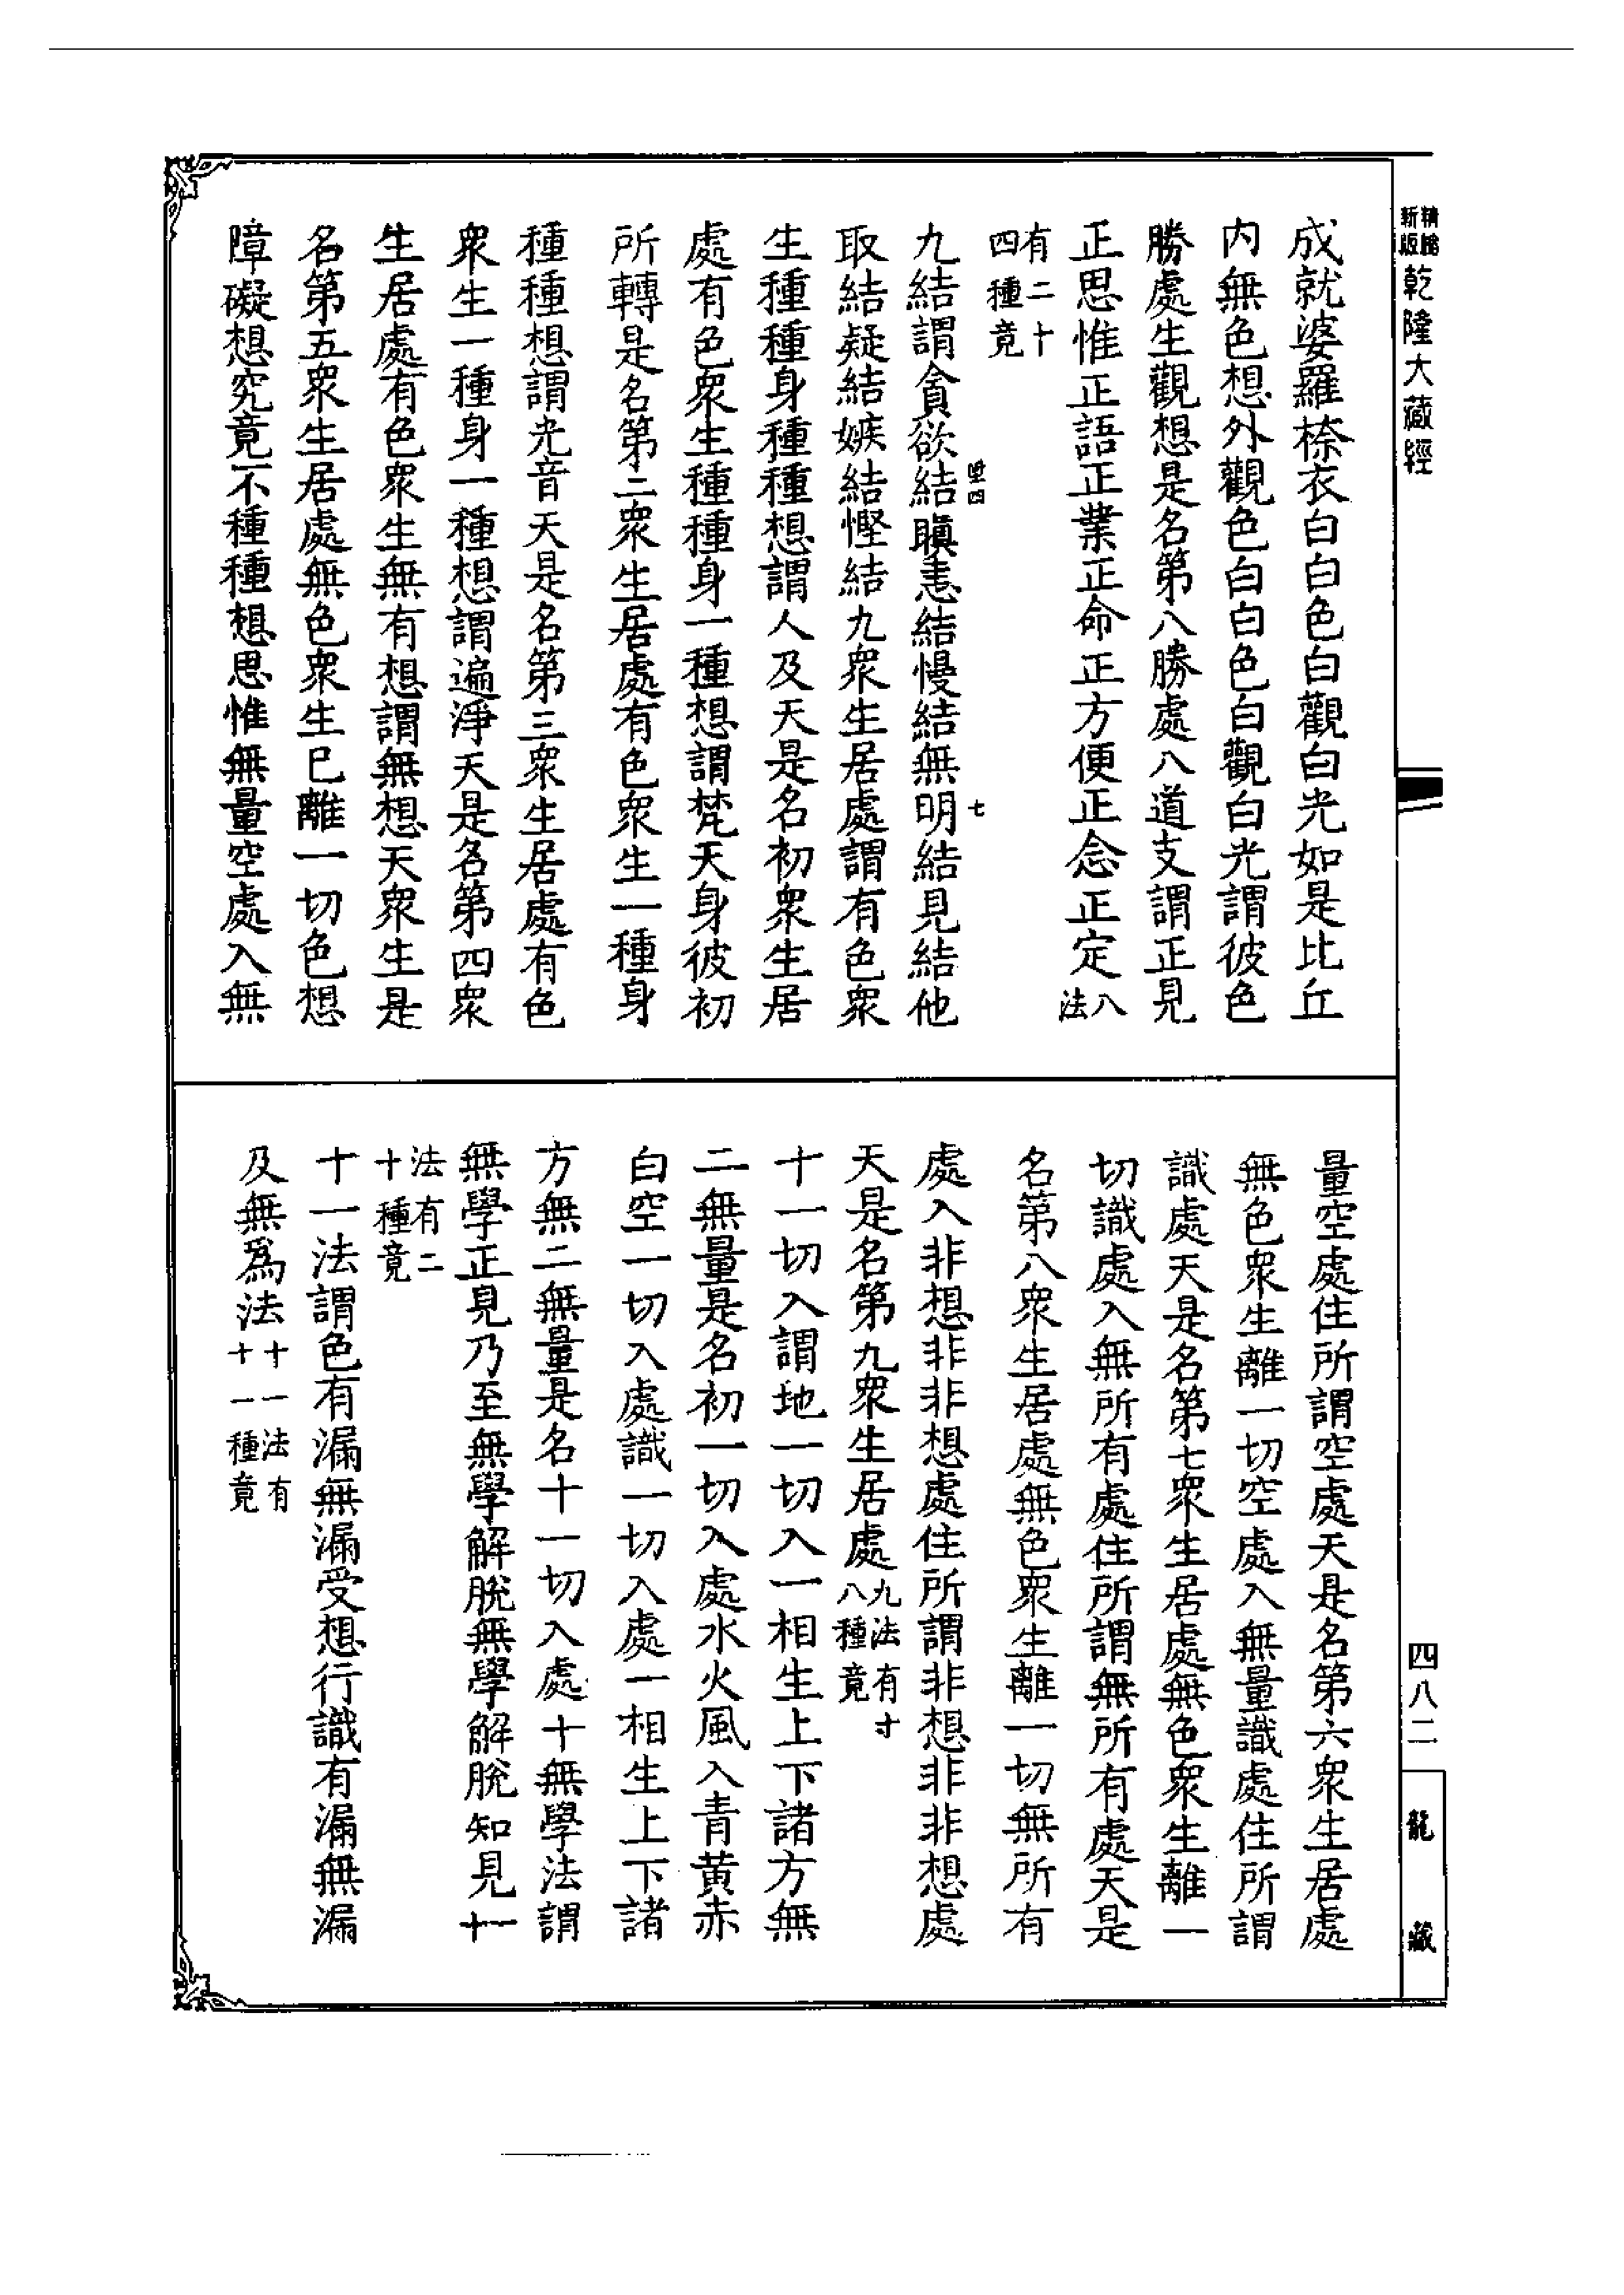 精縮新版乾隆大藏經
成就婆羅㮈衣白白色白觀白光如是比丘
内無色想外觀色白白色白觀白光謂彼色
勝處生觀想是名第八勝處八道支謂正見
正思惟正語正業正命正方便正念正定八法
有二十四種竟
九結謂貪欲結瞋恚結慢結無明結見結他
取結疑結嫉結慳結九衆生居處謂有色衆
生種種身種種想謂人及天是名初衆生居
處有色衆生種種身一種想謂梵天身彼初
所轉是名第二衆生居處有色衆生一種身
種種想謂光音天是名第三衆生居處有色
衆生一種身一種想謂遍淨天是名第四衆
生居處有色衆生無有想謂無想天衆生是
名第五衆生居處無色衆生已離一切色想
障礙想究竟不種種想思惟無量空處入無
量空處住所謂空處天是名第六衆生居處
無色衆生離一切空處入無量識處住所謂
識處天是名第七衆生居處無色衆生離一
切識處入無所有處住所謂無所有處天是
名第八衆生居處無色衆生離一切無所有
處入非想非非想處住所謂非想非非想處
天是名第九衆生居處九法有十八種竟
十一切入謂地一切入一相生上下諸方無
二無量是名初一切入處水火風入青黄赤
白空一切入處識一切入處一相生上下諸
方無二無量是名十一切入處十無學法謂
無學正見乃至無學解脫無學解脫知見十
法有二十種竟
十一法謂色有漏無漏受想行識有漏無漏
及無爲法十一法有十一種竟
四八二
龍藏